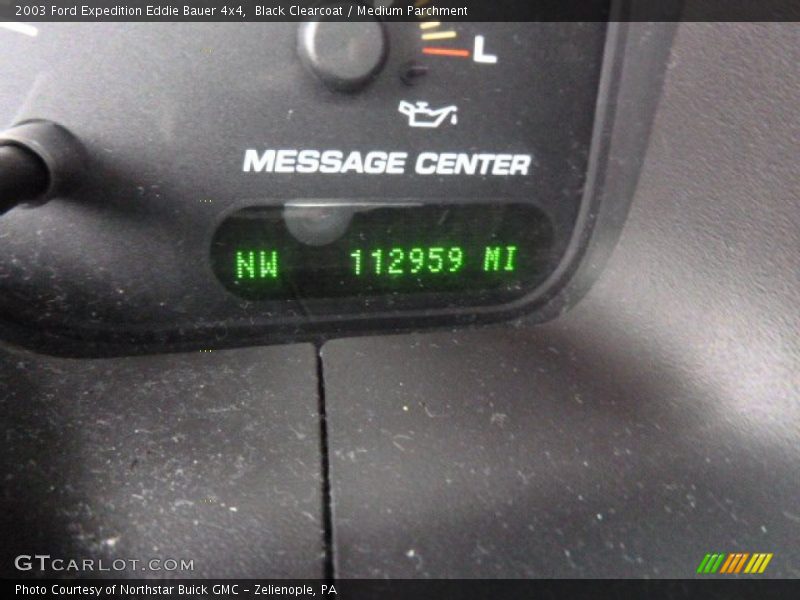 2003 Ford Expedition Eddie Bauer 4x4, Black Clearcoat / Medium Parchment
L
MESSAGE CENTER
NW 112959 MI
GTCARLOT.COM
Photo Courtesy of Northstar Buick GMC - Zelienople, PA